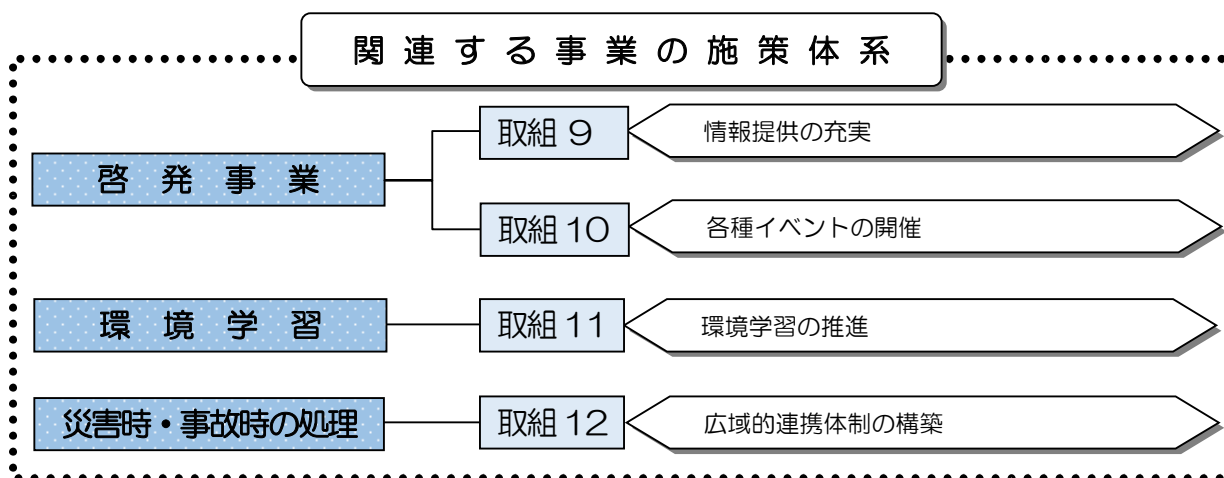 関連する事業の施策体系
啓発事業
取組9
情報提供の充実
取組10
各種イベントの開催
環境学習
取組11
環境学習の推進
災害時・事故時の処理
取組12
広域的連携体制の構築